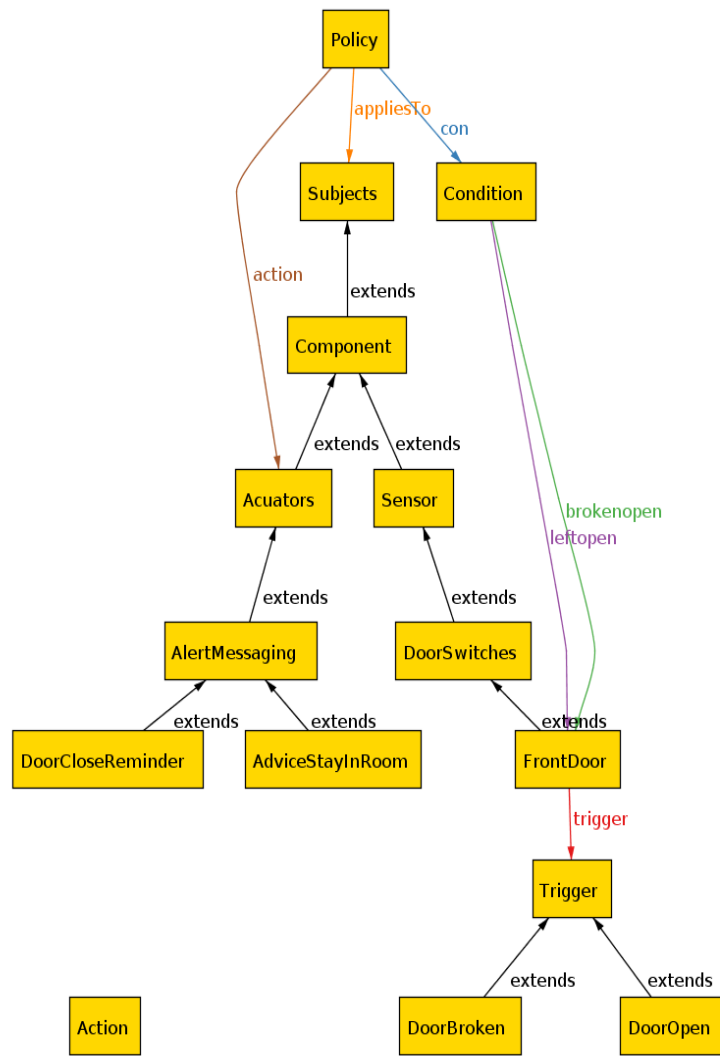 Policy
appliesTo
con
Subjects
Condition
action
extends
Component
extends
extends
Acuators
Sensor
brokenopen
leftopen
extends
extends
AlertMessaging
DoorSwitches
extends
extends
extends
DoorCloseReminder
AdviceStayInRoom
FrontDoor
trigger
Trigger
extends
extends
Action
DoorBroken
DoorOpen